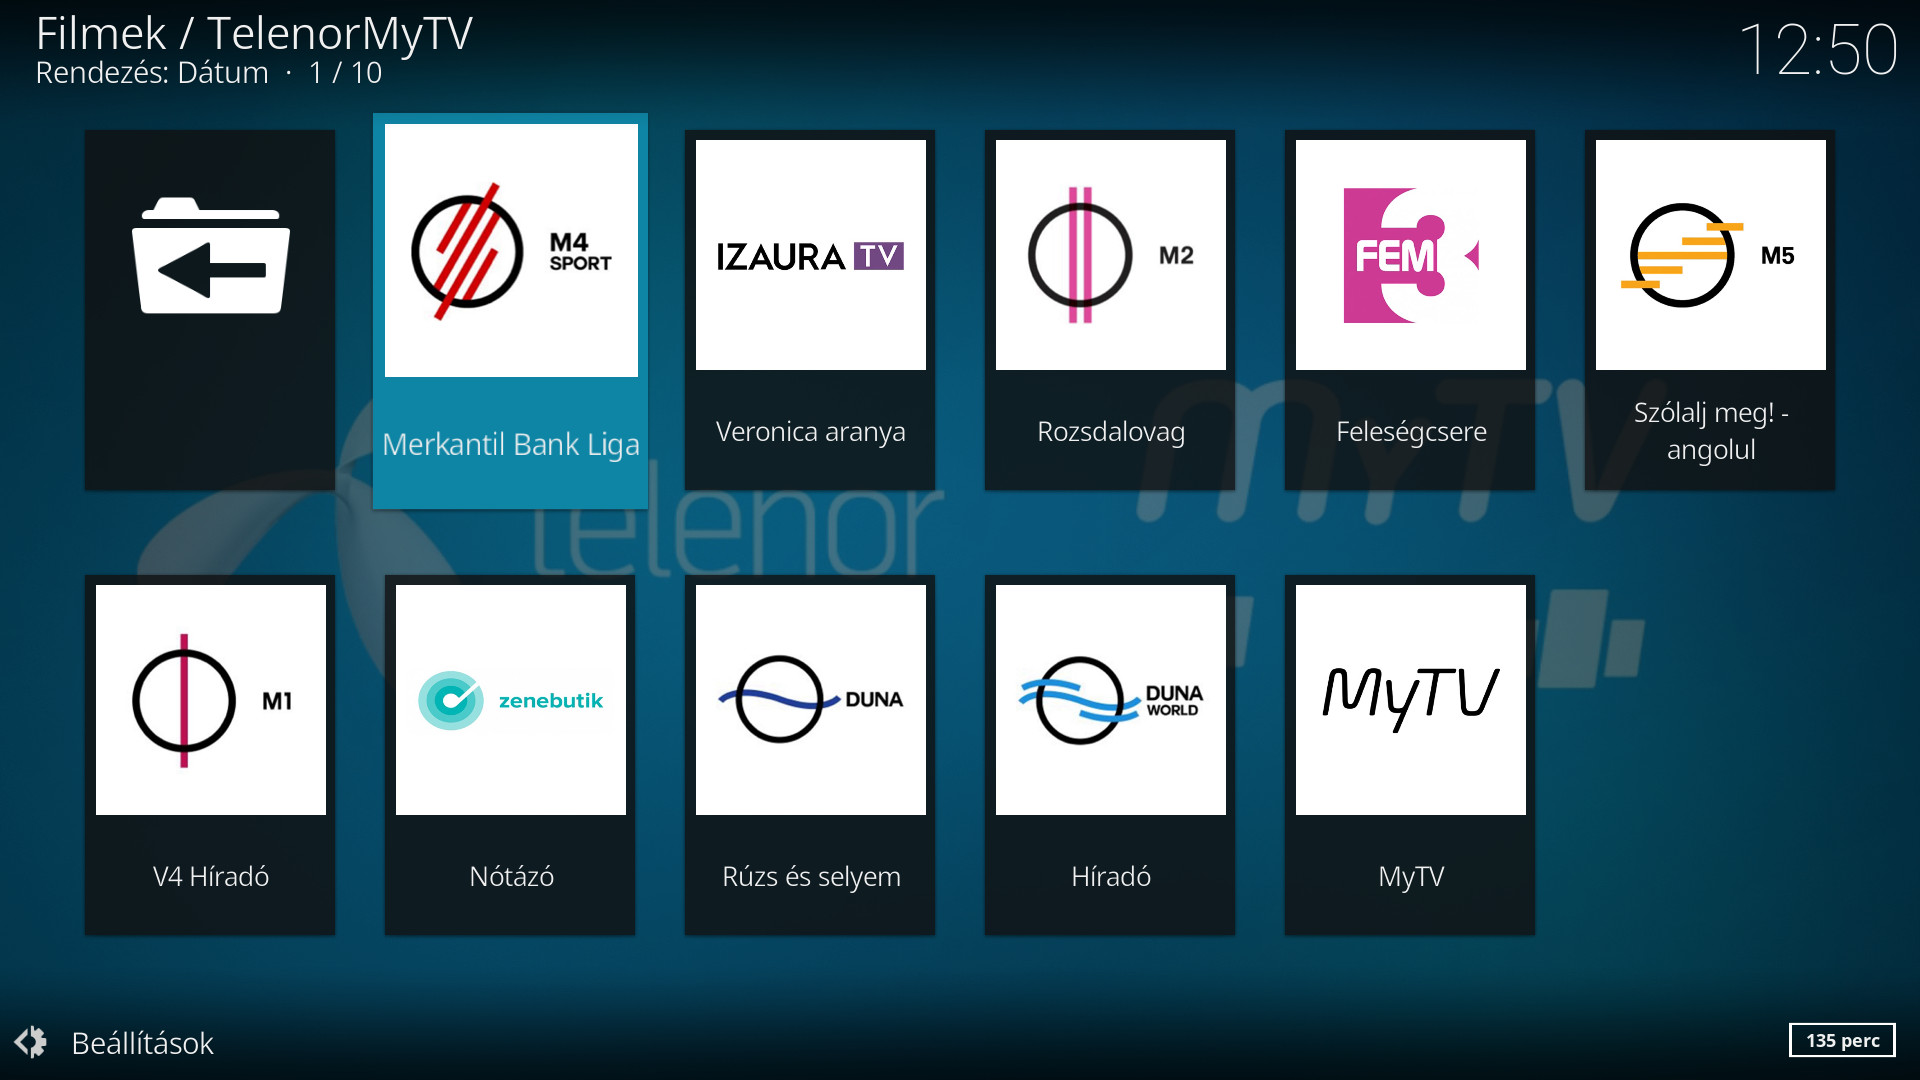 Filmek / TelenorMyTV
Rendezés: Dátum · 1 / 10
12:50
M4
SPORT
Merkantil Bank Liga
IZAURA TV
Veronica aranya
M2
Rozsdalovag
FEM3
Feleségcsere
M5
Szólalj meg! -
angolul
telenor
MyTV
M1
V4 Híradó
zenebutik
Nótázó
DUNA
Rúzs és selyem
DUNA
WORLD
Híradó
MyTV
MyTV
Beállítások
135 perc